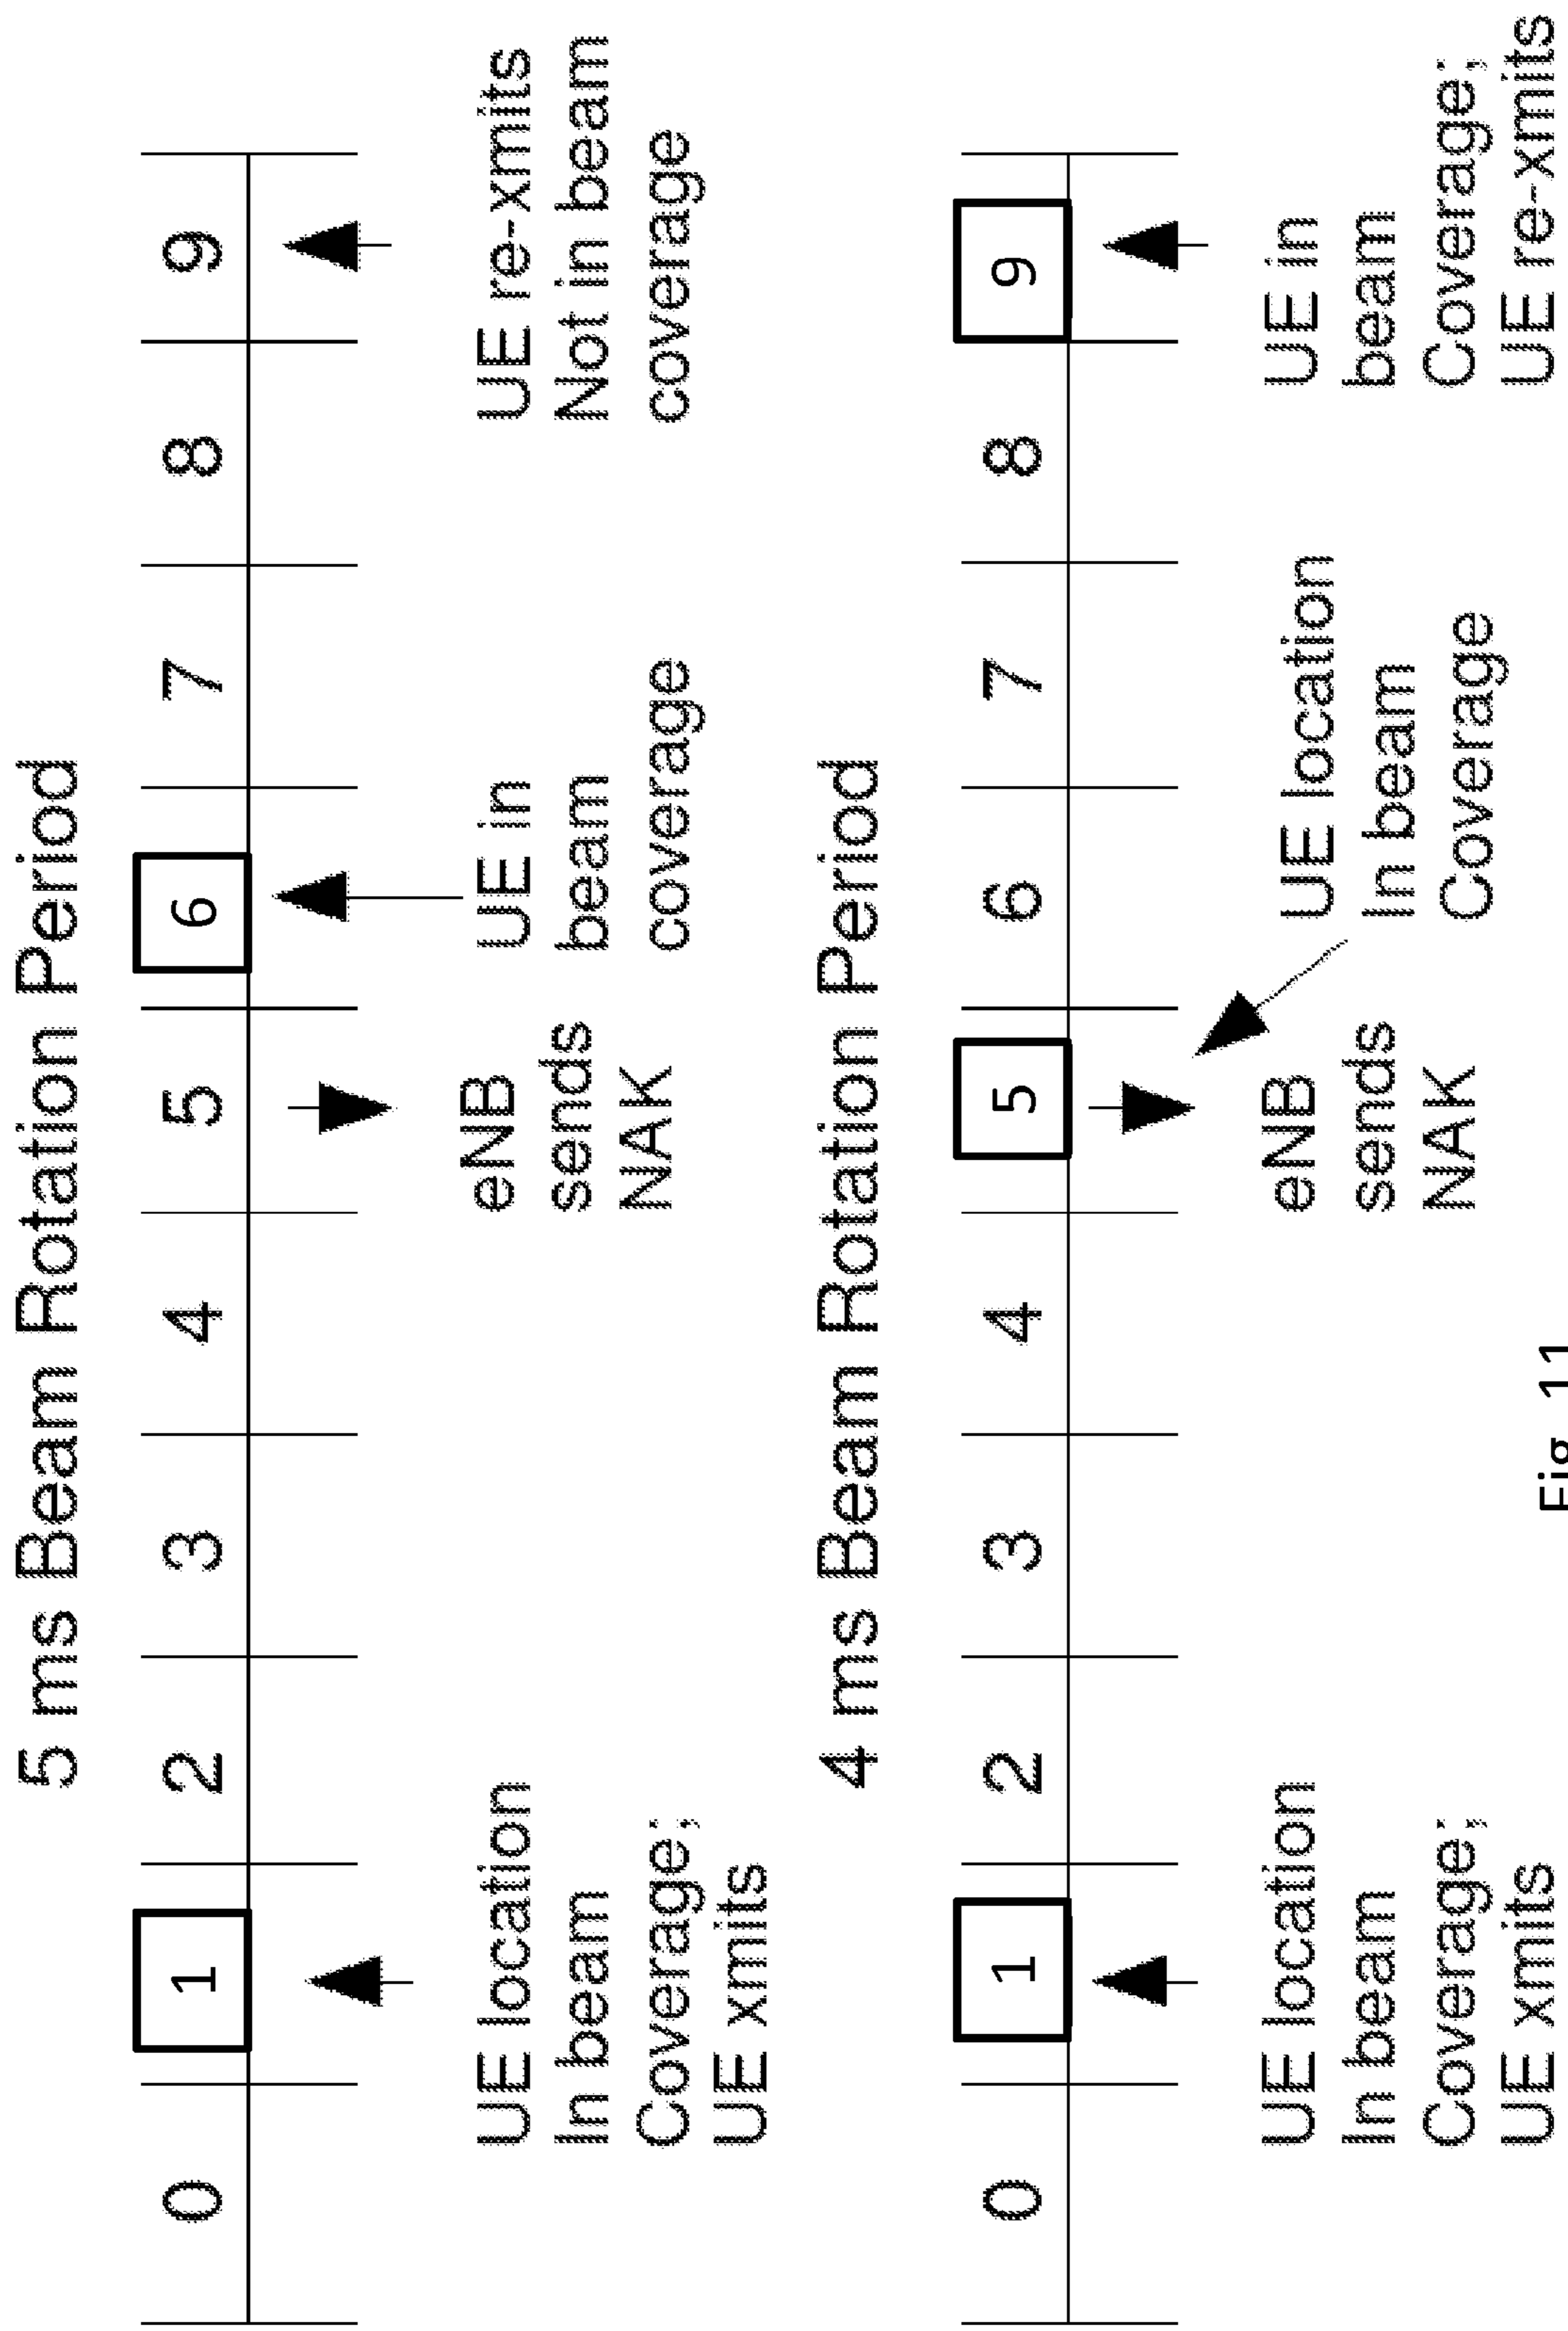 5 ms Beam Rotation Period
0 1 2 3 4 5 6 7 8 9
UE location
In beam
Coverage;
UE xmits
eNB
sends
NAK
UE in
beam
coverage
UE re-xmits
Not in beam
coverage
4 ms Beam Rotation Period
0 1 2 3 4 5 6 7 8 9
UE location
In beam
Coverage;
UE xmits
eNB
sends
NAK
UE location
In beam
Coverage
UE in
beam
Coverage;
UE re-xmits
Fig. 11